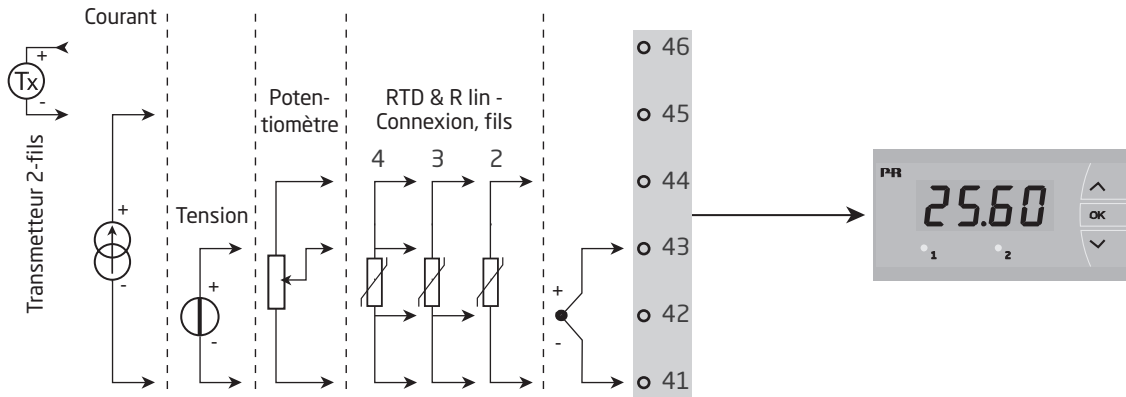 Courant
+
Tx
-
Transmetteur 2-fils
+
-
Tension
+
-
Poten-
tiomètre
RTD & R lin -
Connexion, fils
4 3 2
+
-
46
45
44
43
42
41
PR
25.60
OK
1 2